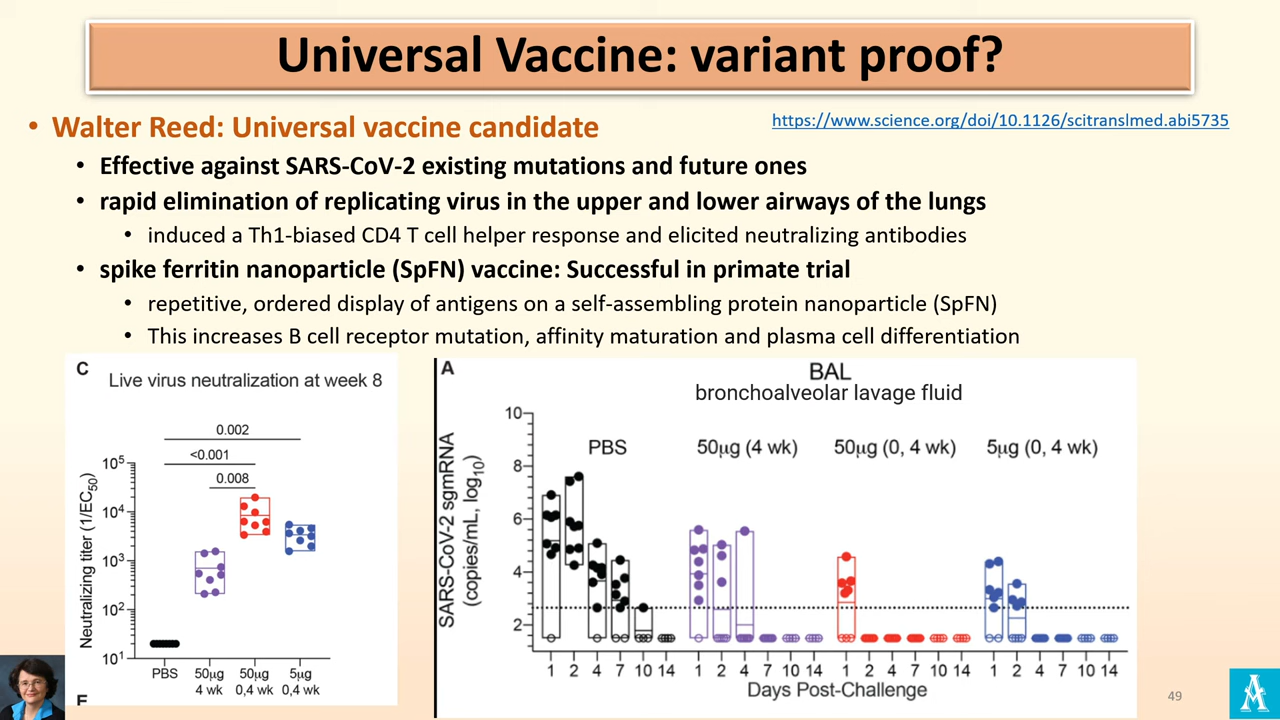 Universal Vaccine: variant proof?
• Walter Reed: Universal vaccine candidate
https://www.science.org/doi/10.1126/scitranslmed.abi5735
• Effective against SARS-CoV-2 existing mutations and future ones
• rapid elimination of replicating virus in the upper and lower airways of the lungs
• induced a Th1-biased CD4 T cell helper response and elicited neutralizing antibodies
• spike ferritin nanoparticle (SpFN) vaccine: Successful in primate trial
• repetitive, ordered display of antigens on a self-assembling protein nanoparticle (SpFN)
• This increases B cell receptor mutation, affinity maturation and plasma cell differentiation
C
Live virus neutralization at week 8
0.002
<0.001
0.008
Neutralizing titer (1/EC50)
10^5
10^4
10^3
10^2
10^1
PBS
50µg
4 wk
50µg
0,4 wk
5µg
0,4 wk
A
BAL
bronchoalveolar lavage fluid
SARS-CoV-2 sgmRNA
(copies/mL, log10)
10
8
6
4
2
PBS
50µg (4 wk)
50µg (0, 4 wk)
5µg (0, 4 wk)
1 2 4 7 10 14 1 2 4 7 10 14 1 2 4 7 10 14 1 2 4 7 10 14
Days Post-Challenge
49
A